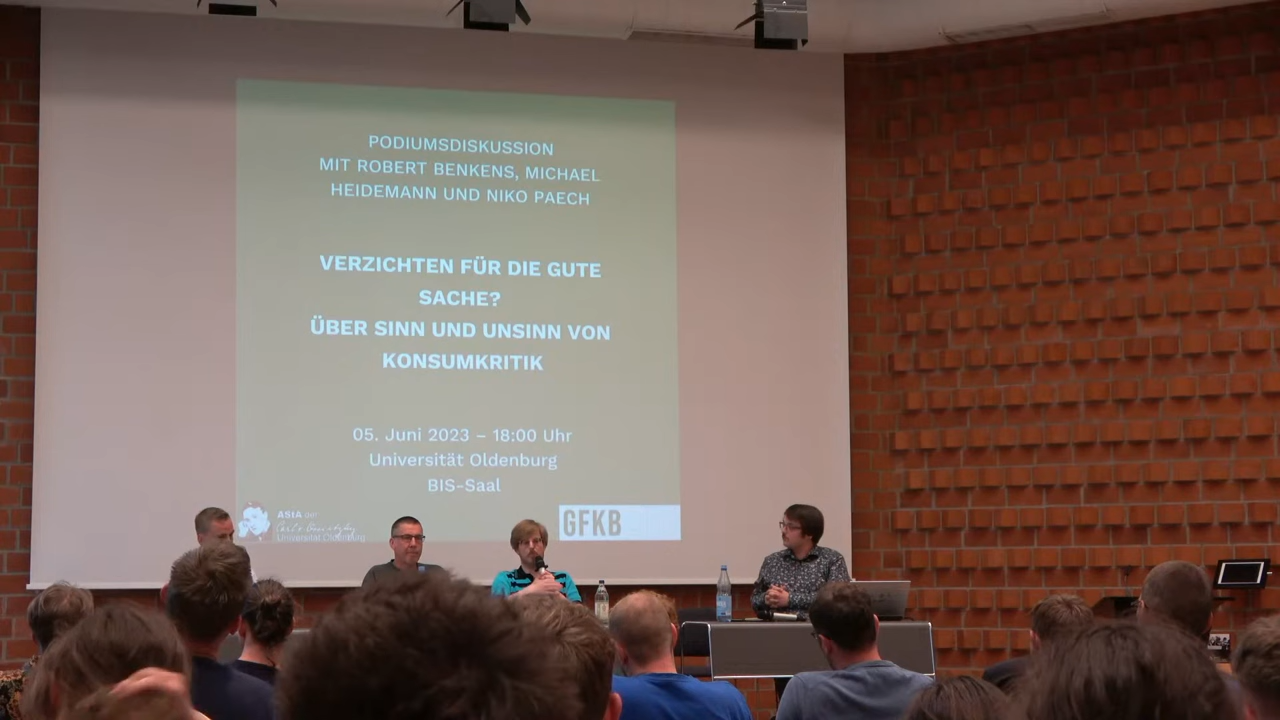 PODIUMSDISKUSSION
MIT ROBERT BENKENS, MICHAEL
HEIDEMANN UND NIKO PAECH
VERZICHTEN FÜR DIE GUTE
SACHE?
ÜBER SINN UND UNSINN VON
KONSUMKRITIK
05. Juni 2023 – 18:00 Uhr
Universität Oldenburg
BIS-Saal
AStA der
Universität Oldenburg
GFKB